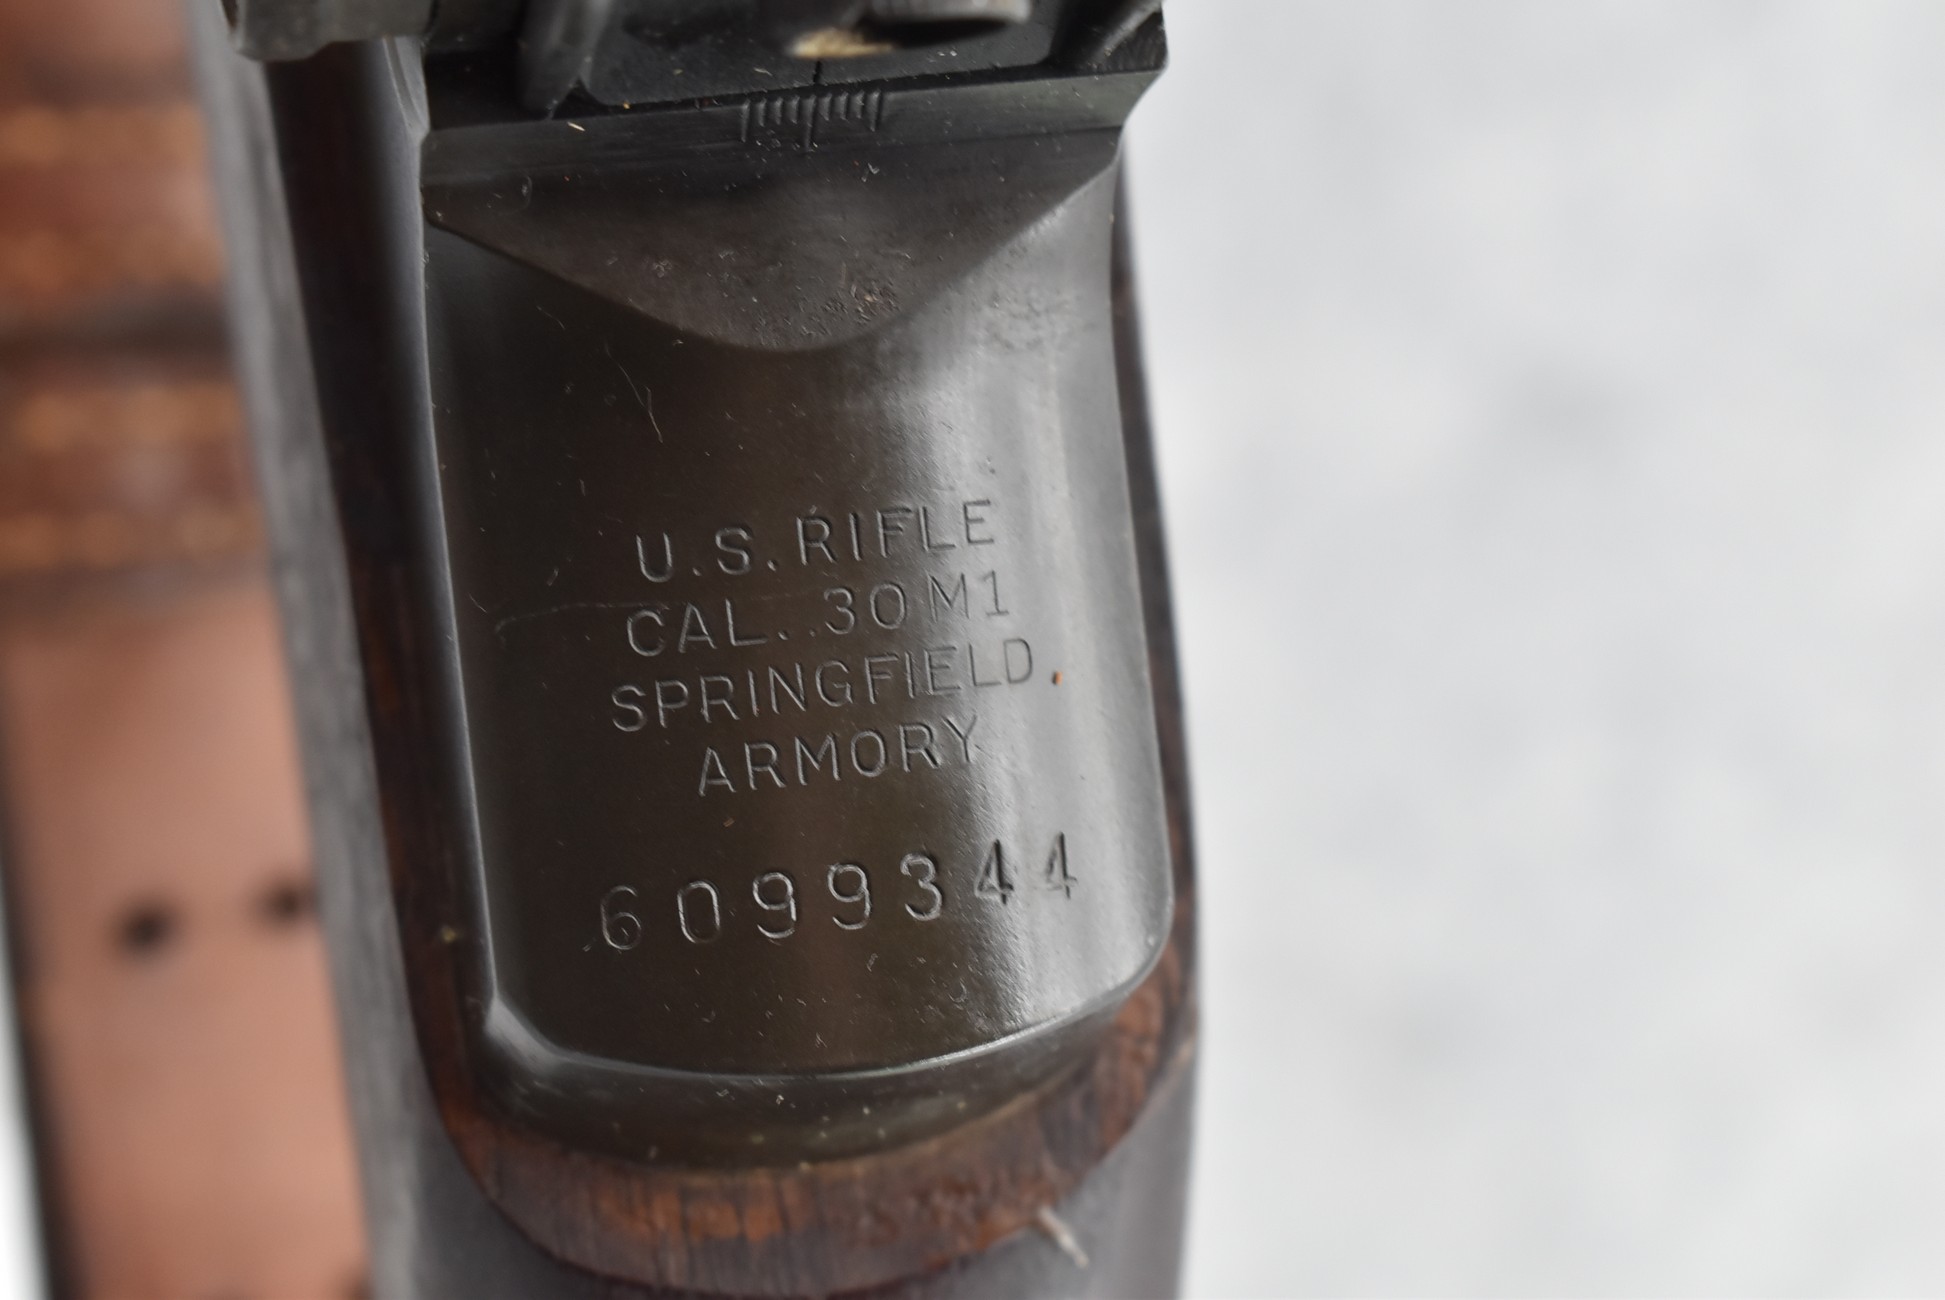 U.S. RIFLE
CAL. .30 M1
SPRINGFIELD
ARMORY
6099344